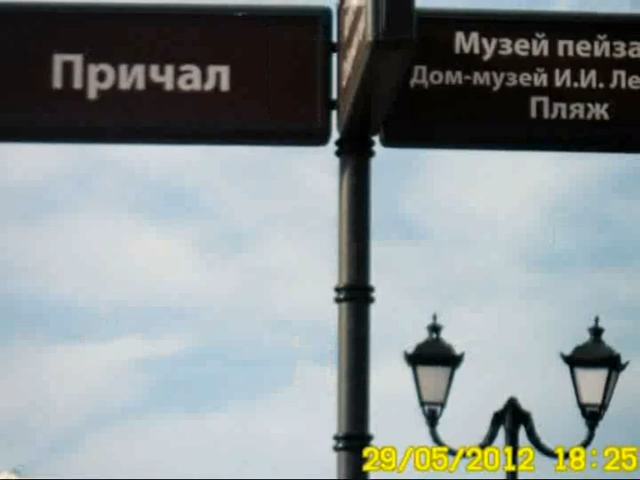 Причал
Музей пейза
Дом-музей И.И. Ле
Пляж
29/05/2012 18:25